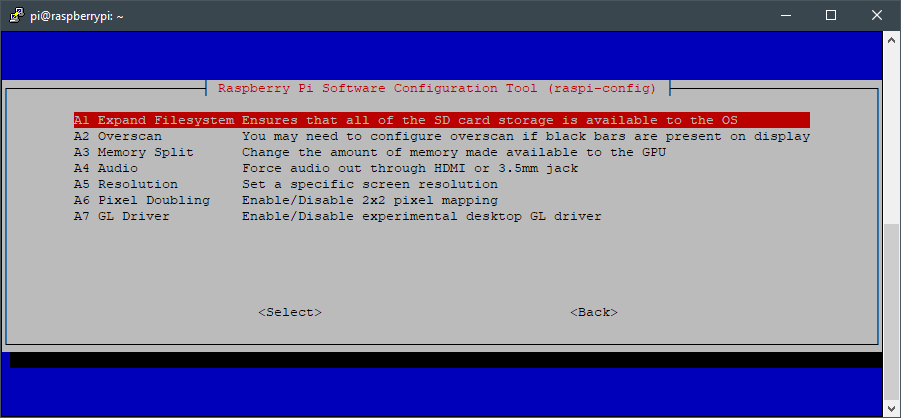 pi@raspberrypi: ~
Raspberry Pi Software Configuration Tool (raspi-config)
A1 Expand Filesystem Ensures that all of the SD card storage is available to the OS
A2 Overscan You may need to configure overscan if black bars are present on display
A3 Memory Split Change the amount of memory made available to the GPU
A4 Audio Force audio out through HDMI or 3.5mm jack
A5 Resolution Set a specific screen resolution
A6 Pixel Doubling Enable/Disable 2x2 pixel mapping
A7 GL Driver Enable/Disable experimental desktop GL driver
<Select> <Back>